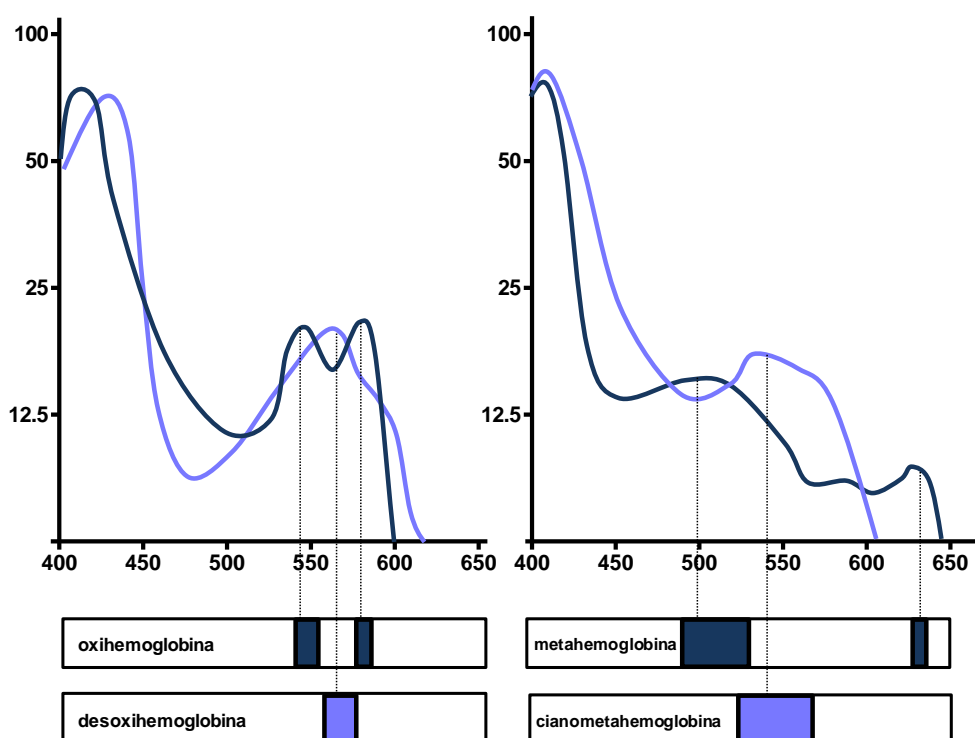 100
50
25
12.5
400 450 500 550 600 650
100
50
25
12.5
400 450 500 550 600 650
oxihemoglobina
desoxihemoglobina
metahemoglobina
cianometahemoglobina